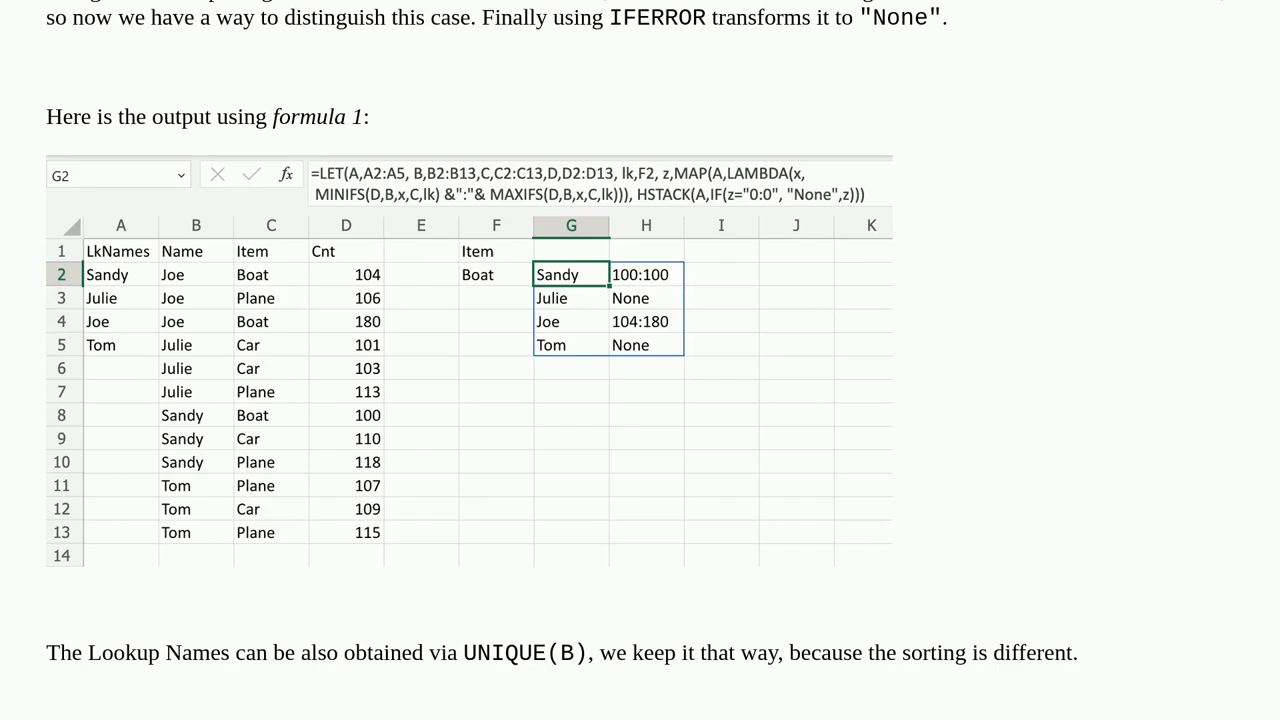 so now we have a way to distinguish this case. Finally using IFERROR transforms it to "None".
Here is the output using formula 1:
G2 fx =LET(A,A2:A5, B,B2:B13,C,C2:C13,D,D2:D13, lk,F2, z,MAP(A,LAMBDA(x,
MINIFS(D,B,x,C,lk) &":"& MAXIFS(D,B,x,C,lk))), HSTACK(A,IF(z="0:0", "None",z)))
A B C D E F G H I J K
1 LkNames Name Item Cnt Item
2 Sandy Joe Boat 104 Boat Sandy 100:100
3 Julie Joe Plane 106 Julie None
4 Joe Joe Boat 180 Joe 104:180
5 Tom Julie Car 101 Tom None
6 Julie Car 103
7 Julie Plane 113
8 Sandy Boat 100
9 Sandy Car 110
10 Sandy Plane 118
11 Tom Plane 107
12 Tom Car 109
13 Tom Plane 115
14
The Lookup Names can be also obtained via UNIQUE(B), we keep it that way, because the sorting is different.